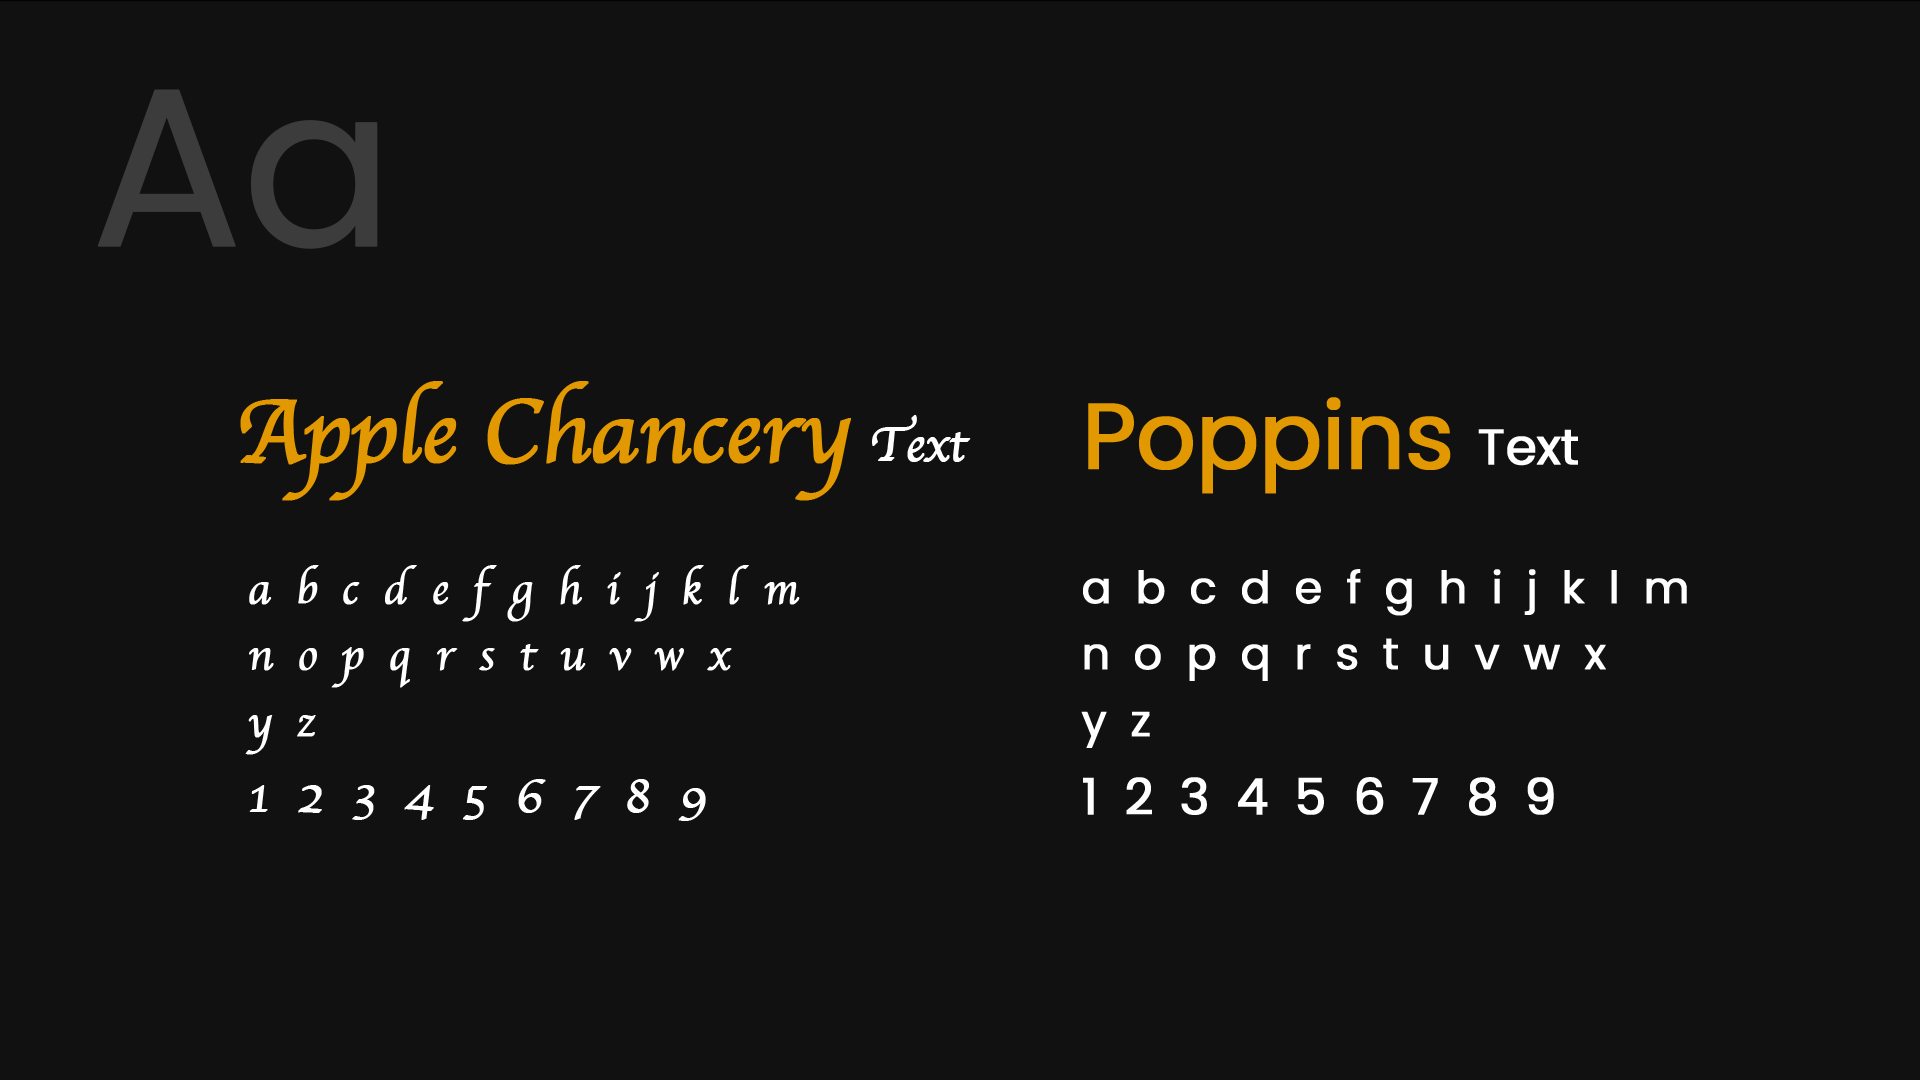 Aa
Apple Chancery Text
a b c d e f g h i j k l m
n o p q r s t u v w x
y z
1 2 3 4 5 6 7 8 9
Poppins Text
a b c d e f g h i j k l m
n o p q r s t u v w x
y z
1 2 3 4 5 6 7 8 9